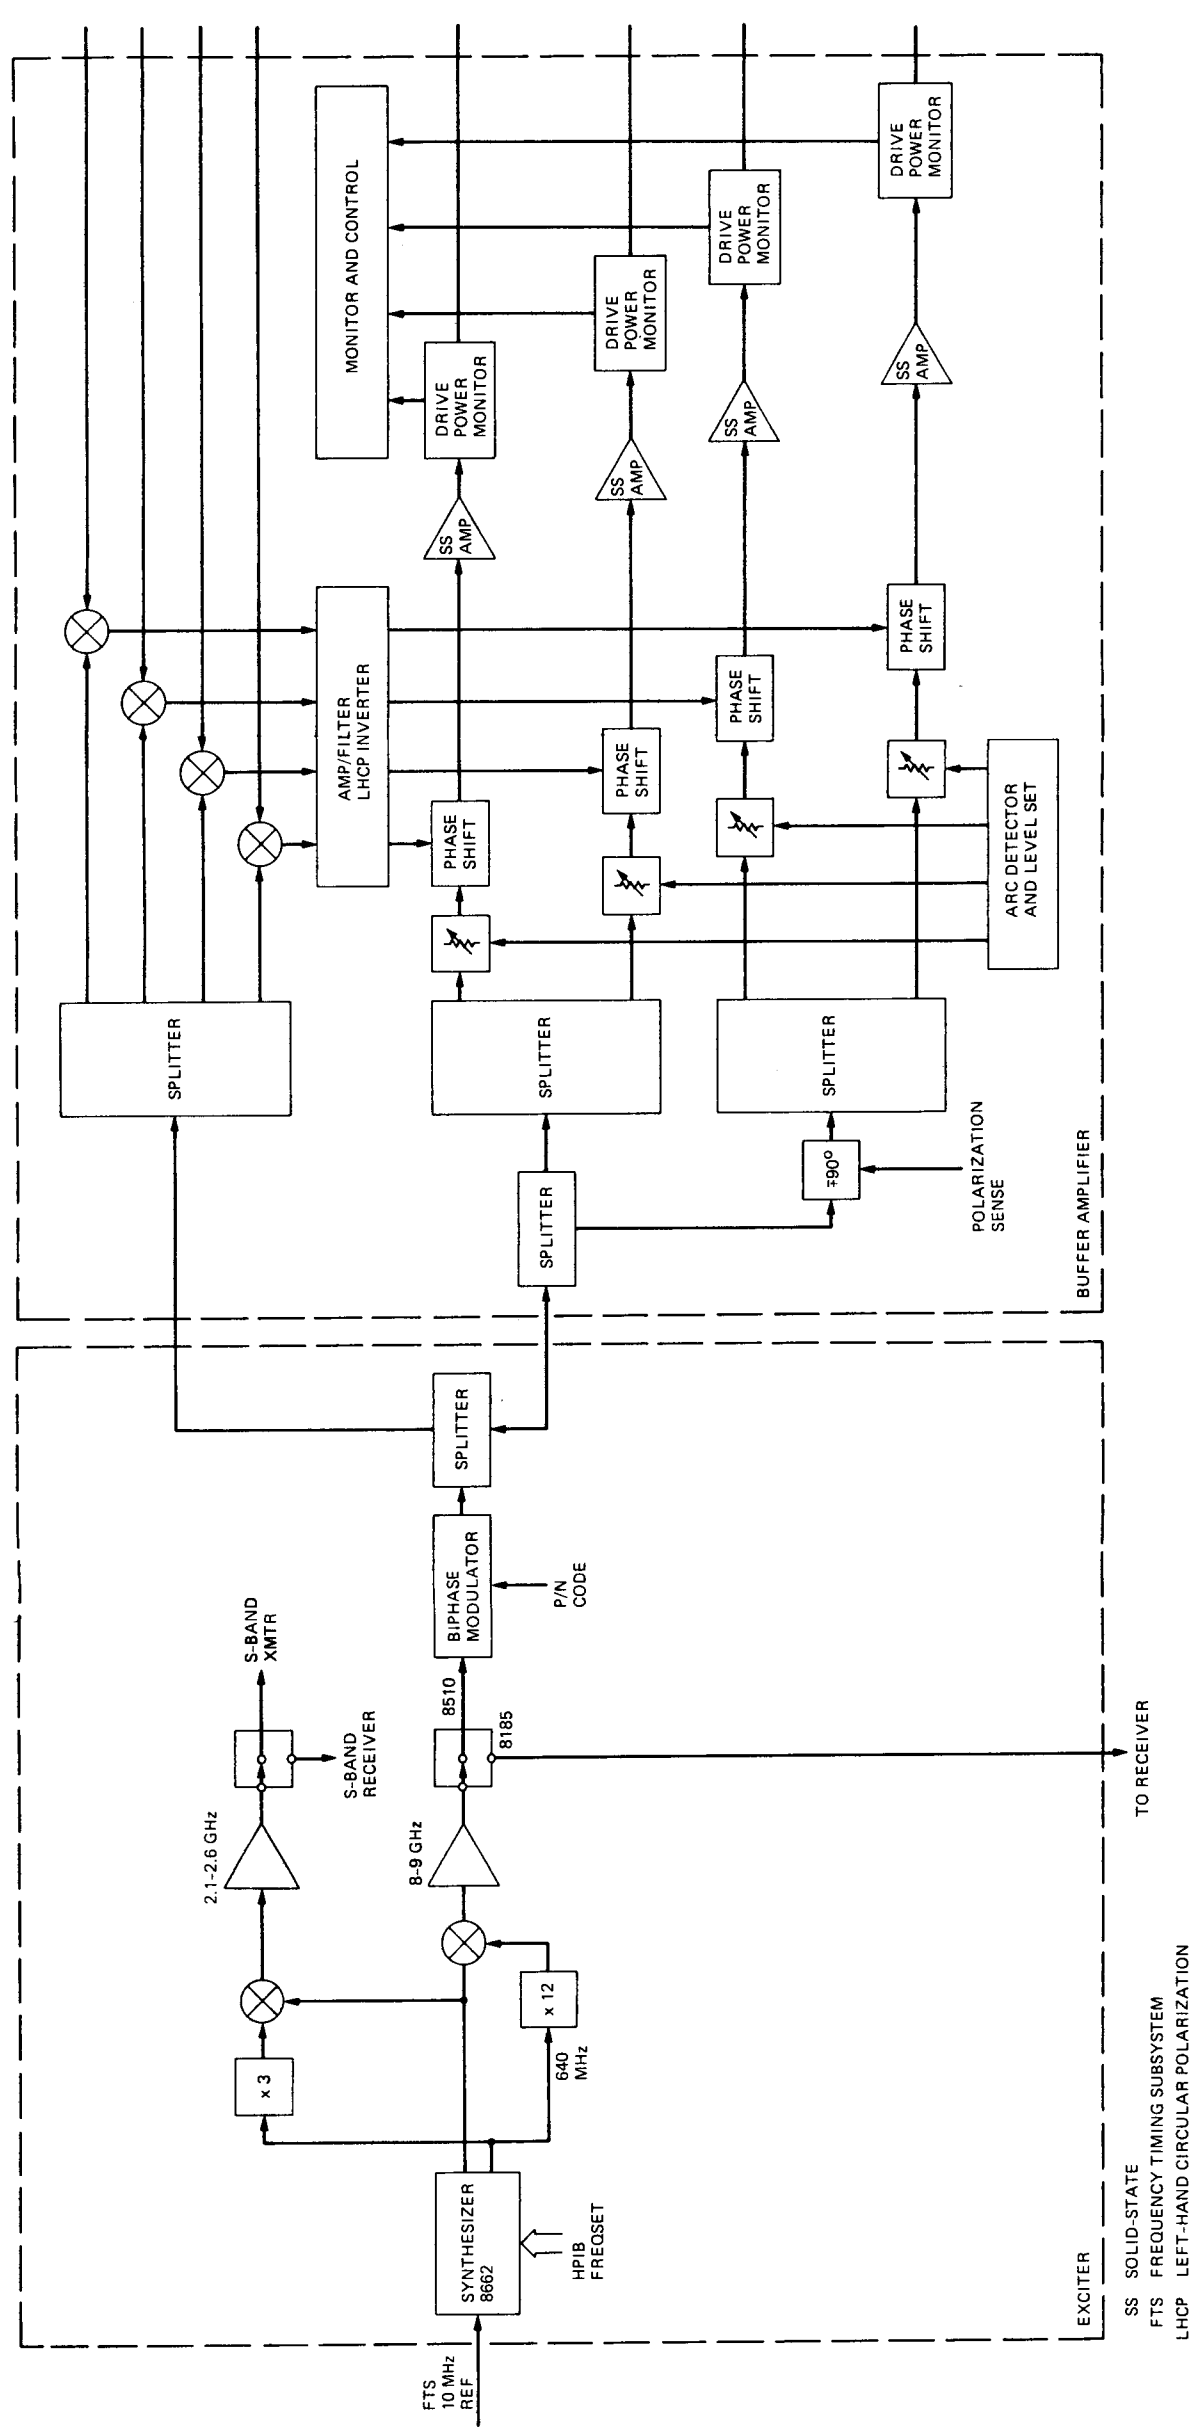 FTS
10 MHz
REF
SYNTHESIZER
8662
HPIB
FREQSET
x 3
x 12
640
MHz
2.1-2.6 GHz
8-9 GHz
S-BAND
XMTR
S-BAND
RECEIVER
8510
8185
TO RECEIVER
BIPHASE
MODULATOR
P/N
CODE
SPLITTER
EXCITER
SPLITTER
SPLITTER
SPLITTER
∓90°
POLARIZATION
SENSE
SPLITTER
BUFFER AMPLIFIER
AMP/FILTER
LHCP INVERTER
ARC DETECTOR
AND LEVEL SET
PHASE
SHIFT
PHASE
SHIFT
PHASE
SHIFT
PHASE
SHIFT
SS
AMP
SS
AMP
SS
AMP
SS
AMP
DRIVE
POWER
MONITOR
DRIVE
POWER
MONITOR
DRIVE
POWER
MONITOR
DRIVE
POWER
MONITOR
MONITOR AND CONTROL
SS SOLID-STATE
FTS FREQUENCY TIMING SUBSYSTEM
LHCP LEFT-HAND CIRCULAR POLARIZATION